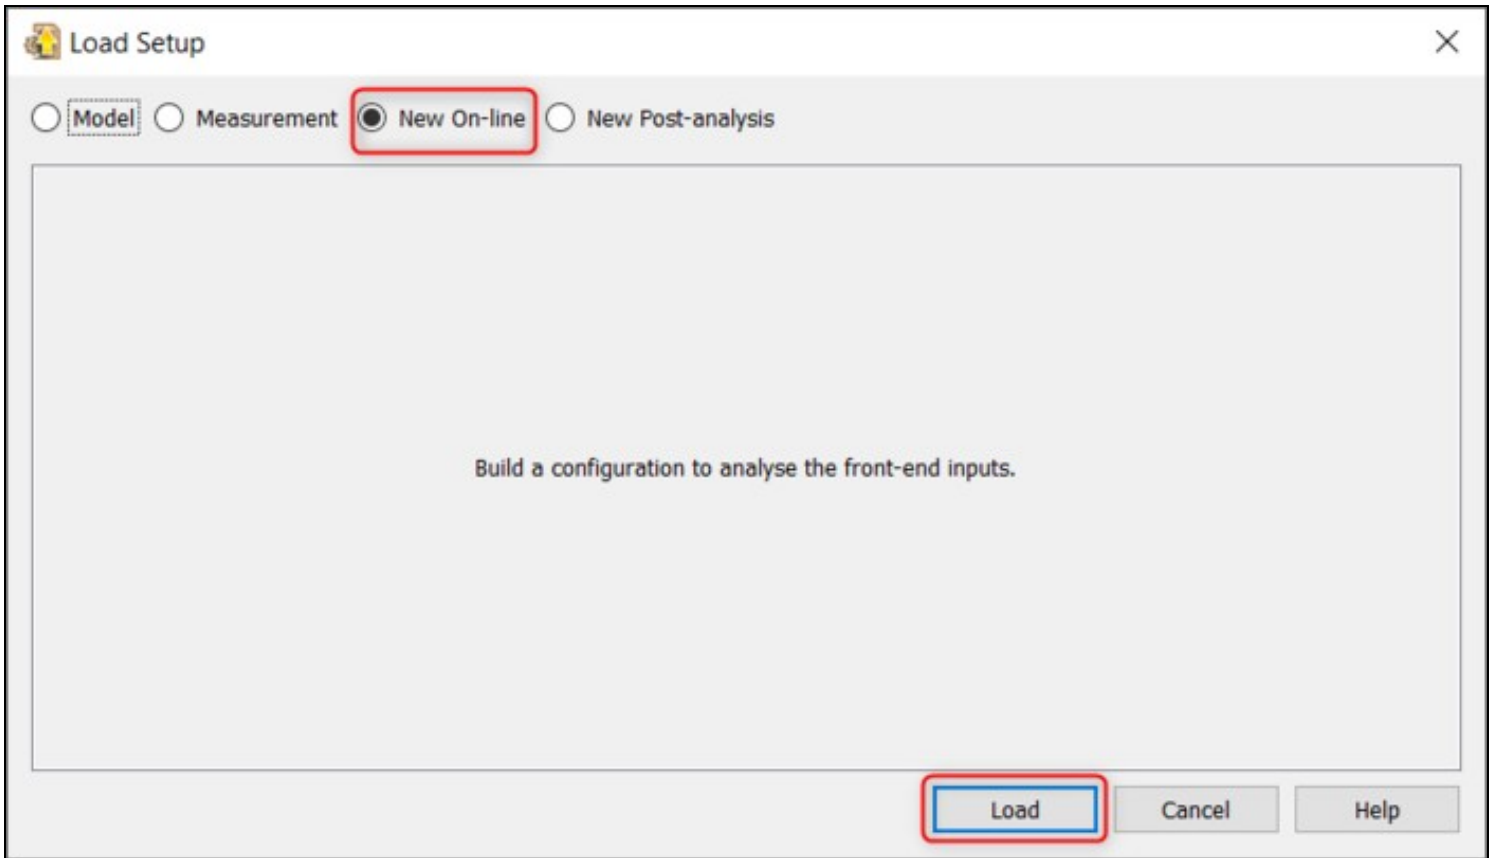 Load Setup
Model Measurement New On-line New Post-analysis
Build a configuration to analyse the front-end inputs.
Load Cancel Help